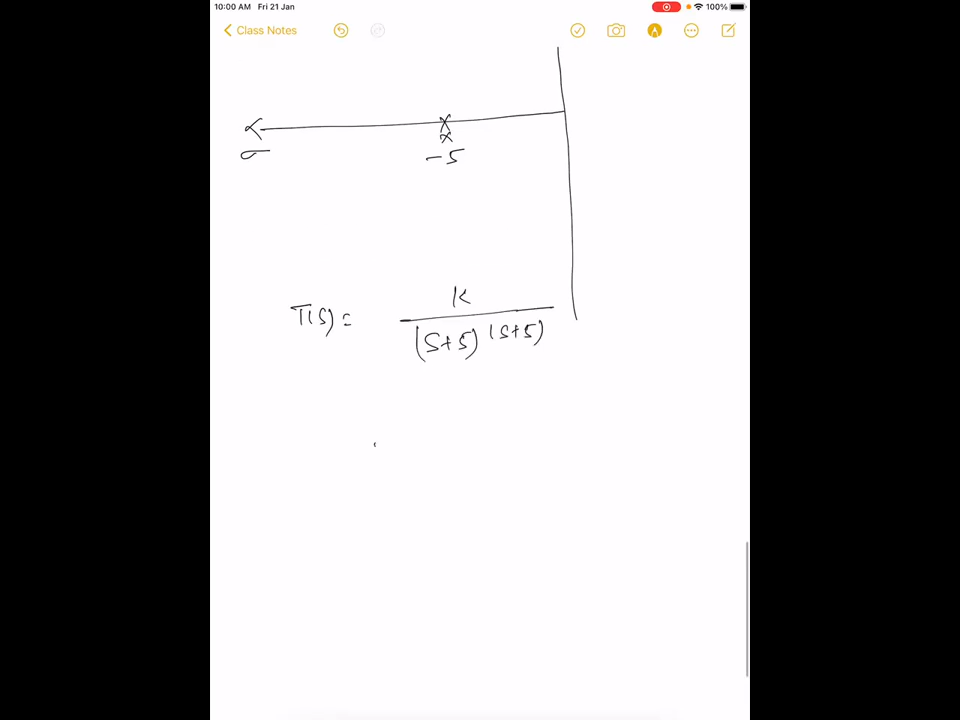 10:00 AM Fri 21 Jan 100%
Class Notes
σ
-5
T(s) = K
(s+5) (s+5)